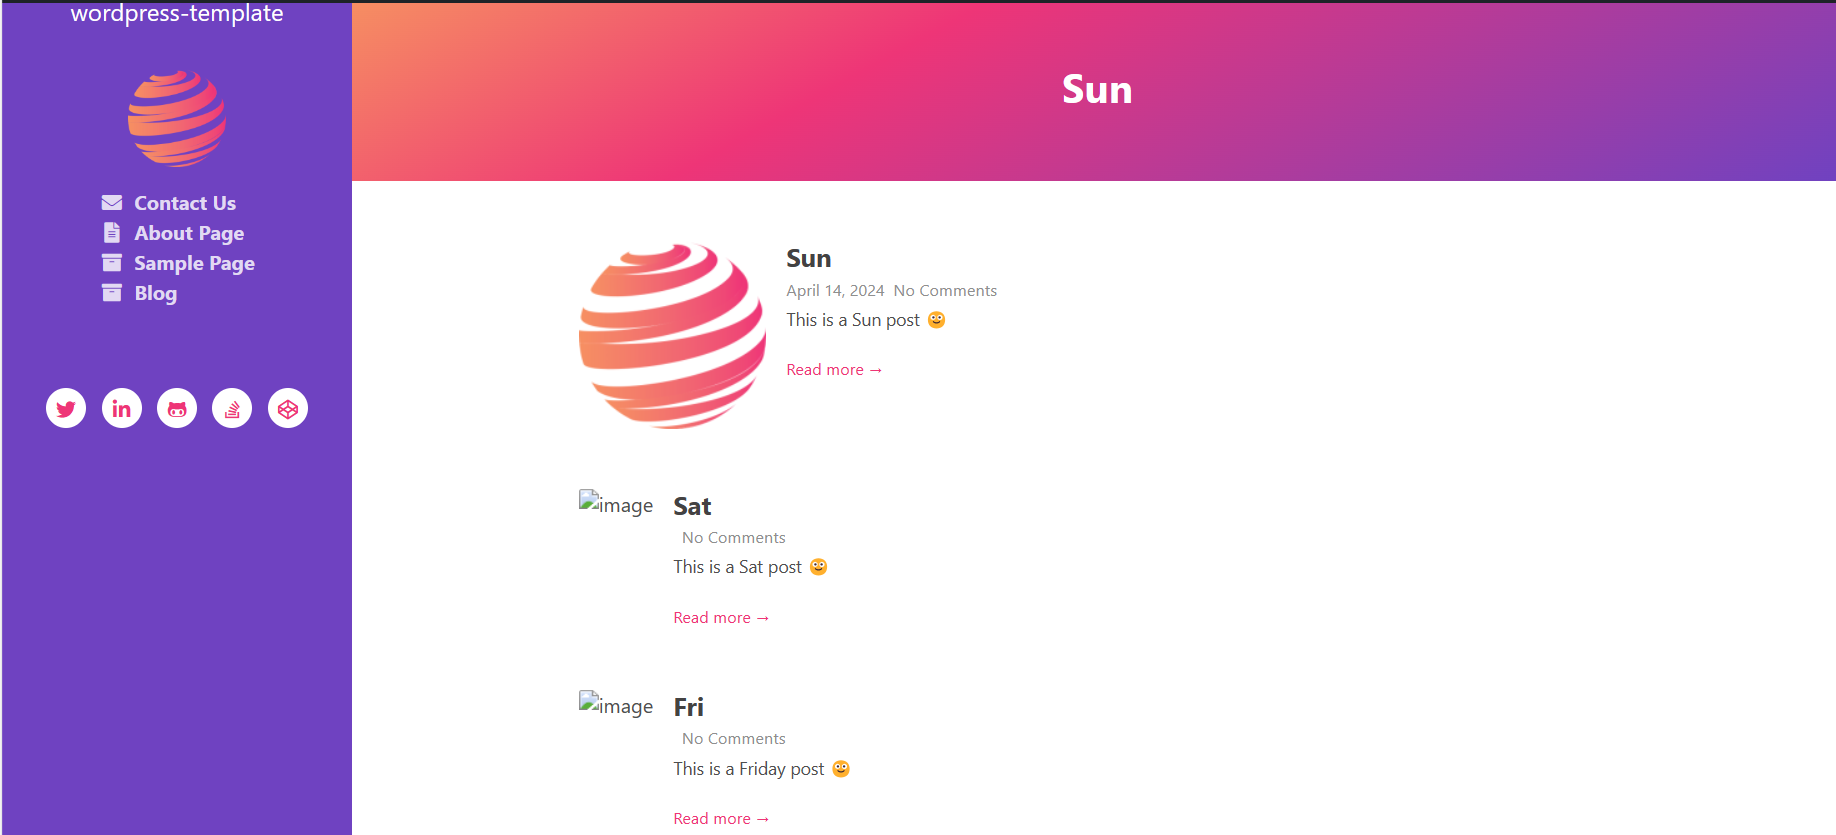 wordpress-template
Contact Us
About Page
Sample Page
Blog
Sun
Sun
April 14, 2024 No Comments
This is a Sun post
Read more →
image
Sat
No Comments
This is a Sat post
Read more →
image
Fri
No Comments
This is a Friday post
Read more →